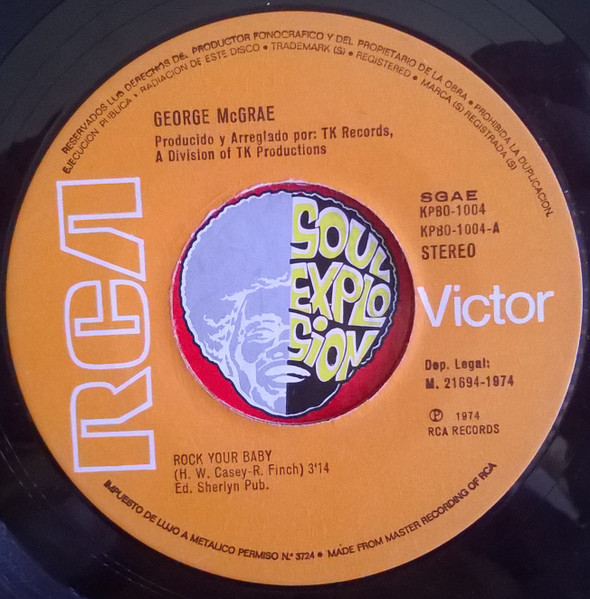 RESERVADOS LOS DERECHOS DEL PRODUCTOR FONOGRAFICO Y DEL PROPIETARIO DE LA OBRA • PROHIBIDA LA DUPLICACION,
EJECUCION PUBLICA Y RADIACION DE ESTE DISCO • TRADEMARK (S) • REGISTERED • MARCA (S) REGISTRADA (S)
GEORGE McGRAE
Producido y Arreglado por: TK Records,
A Division of TK Productions
SGAE
KPBO-1004
KPBO-1004-A
STEREO
RCA
SOUL
EXPLO
SION
Victor
Dep. Legal:
M. 21694-1974
Ⓟ 1974
RCA RECORDS
ROCK YOUR BABY
(H. W. Casey-R. Finch) 3'14
Ed. Sherlyn Pub.
IMPUESTO DE LUJO A METALICO PERMISO N.º 3724 • MADE FROM MASTER RECORDING OF RCA